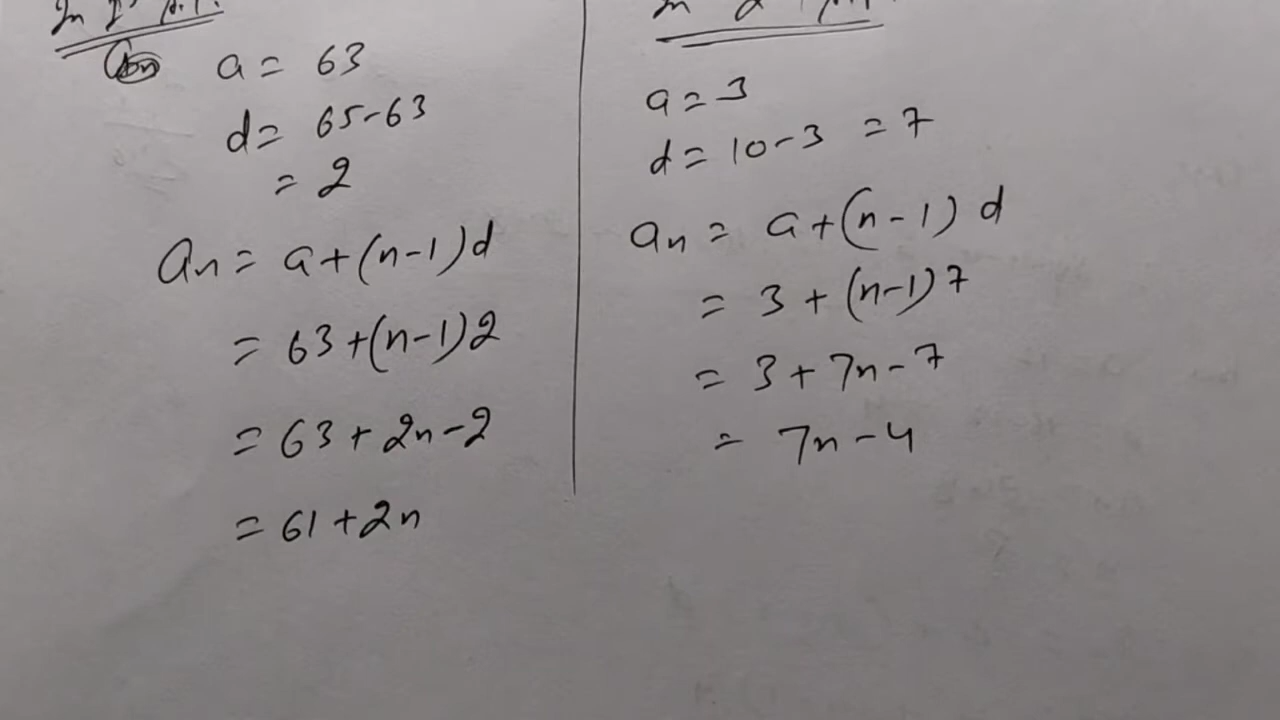 a = 63
d = 65-63
= 2
an = a+(n-1)d
= 63+(n-1)2
= 63+2n-2
= 61+2n
a=3
d = 10-3 = 7
an = a+(n-1) d
= 3 + (n-1)7
= 3+7n-7
= 7n-4